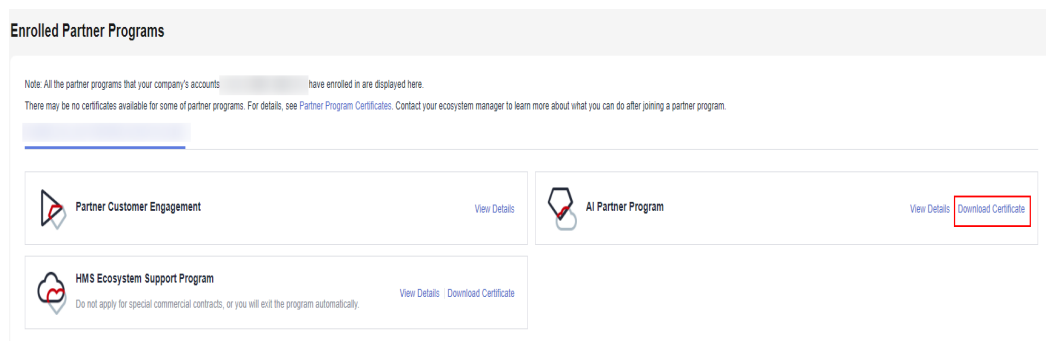 Enrolled Partner Programs
Note: All the partner programs that your company's accounts have enrolled in are displayed here.
There may be no certificates available for some of partner programs. For details, see Partner Program Certificates. Contact your ecosystem manager to learn more about what you can do after joining a partner program.
Partner Customer Engagement
View Details
AI Partner Program
View Details Download Certificate
HMS Ecosystem Support Program
Do not apply for special commercial contracts, or you will exit the program automatically.
View Details | Download Certificate